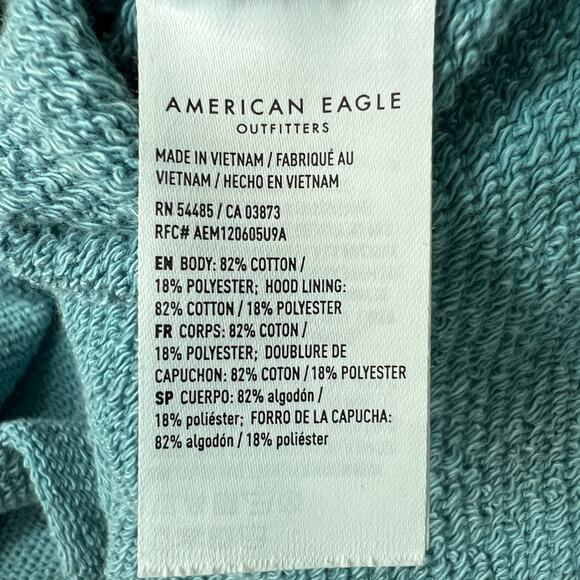 AMERICAN EAGLE
OUTFITTERS
MADE IN VIETNAM / FABRIQUÉ AU
VIETNAM / HECHO EN VIETNAM
RN 54485 / CA 03873
RFC# AEM120605U9A
EN BODY: 82% COTTON /
18% POLYESTER; HOOD LINING:
82% COTTON / 18% POLYESTER
FR CORPS: 82% COTON /
18% POLYESTER; DOUBLURE DE
CAPUCHON: 82% COTON / 18% POLYESTER
SP CUERPO: 82% algodón /
18% poliéster; FORRO DE LA CAPUCHA:
82% algodón / 18% poliéster